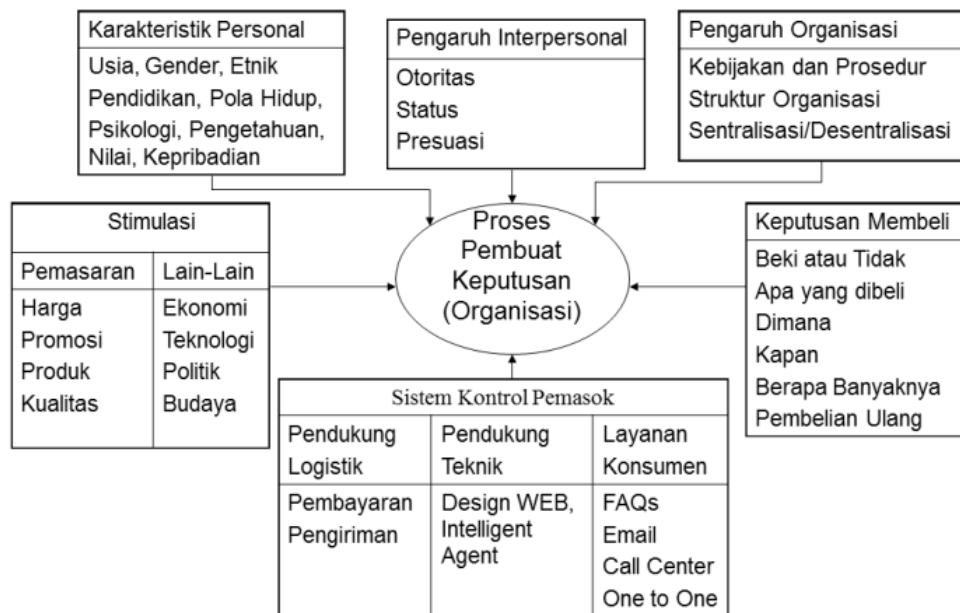 Karakteristik Personal
Usia, Gender, Etnik
Pendidikan, Pola Hidup,
Psikologi, Pengetahuan,
Nilai, Kepribadian
Pengaruh Interpersonal
Otoritas
Status
Presuasi
Pengaruh Organisasi
Kebijakan dan Prosedur
Struktur Organisasi
Sentralisasi/Desentralisasi
Stimulasi
Pemasaran
Harga
Promosi
Produk
Kualitas
Lain-Lain
Ekonomi
Teknologi
Politik
Budaya
Proses
Pembuat
Keputusan
(Organisasi)
Keputusan Membeli
Beki atau Tidak
Apa yang dibeli
Dimana
Kapan
Berapa Banyaknya
Pembelian Ulang
Sistem Kontrol Pemasok
Pendukung
Logistik
Pembayaran
Pengiriman
Pendukung
Teknik
Design WEB,
Intelligent
Agent
Layanan
Konsumen
FAQs
Email
Call Center
One to One